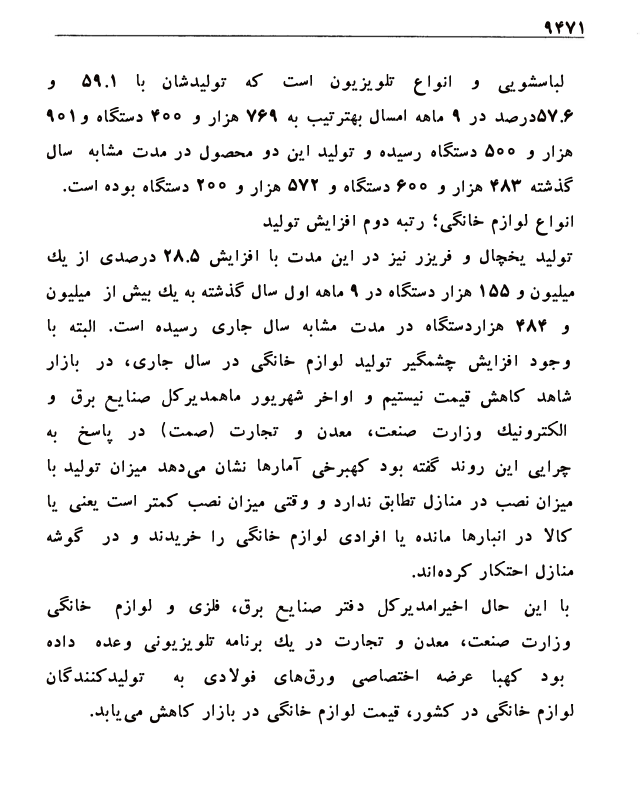 ۹۴۷۱
لباسشویی و انواع تلویزیون است که تولیدشان با ۵۹.۱ و
۵۷.۶درصد در ۹ ماهه امسال بهترتیب به ۷۶۹ هزار و ۴۰۰ دستگاه و۹۰۱
هزار و ۵۰۰ دستگاه رسیده و تولید این دو محصول در مدت مشابه سال
گذشته ۴۸۳ هزار و ۶۰۰ دستگاه و ۵۷۲ هزار و ۲۰۰ دستگاه بوده است.
انواع لوازم خانگی؛ رتبه دوم افزایش تولید
تولید یخچال و فریزر نیز در این مدت با افزایش ۲۸.۵ درصدی از یك
میلیون و ۱۵۵ هزار دستگاه در ۹ ماهه اول سال گذشته به یك بیش از میلیون
و ۴۸۴ هزاردستگاه در مدت مشابه سال جاری رسیده است. البته با
وجود افزایش چشمگیر تولید لوازم خانگی در سال جاری، در بازار
شاهد کاهش قیمت نیستیم و اواخر شهریور ماهمدیرکل صنایع برق و
الکترونیك وزارت صنعت، معدن و تجارت (صمت) در پاسخ به
چرایی این روند گفته بود کهبرخی آمارها نشان می‌دهد میزان تولید با
میزان نصب در منازل تطابق ندارد و وقتی میزان نصب کمتر است یعنی یا
کالا در انبارها مانده یا افرادی لوازم خانگی را خریدند و در گوشه
منازل احتکار کرده‌اند.
با این حال اخیرامدیرکل دفتر صنایع برق، فلزی و لوازم خانگی
وزارت صنعت، معدن و تجارت در یك برنامه تلویزیونی وعده داده
بود کهبا عرضه اختصاصی ورق‌های فولادی به تولیدکنندگان
لوازم خانگی در کشور، قیمت لوازم خانگی در بازار کاهش می‌یابد.